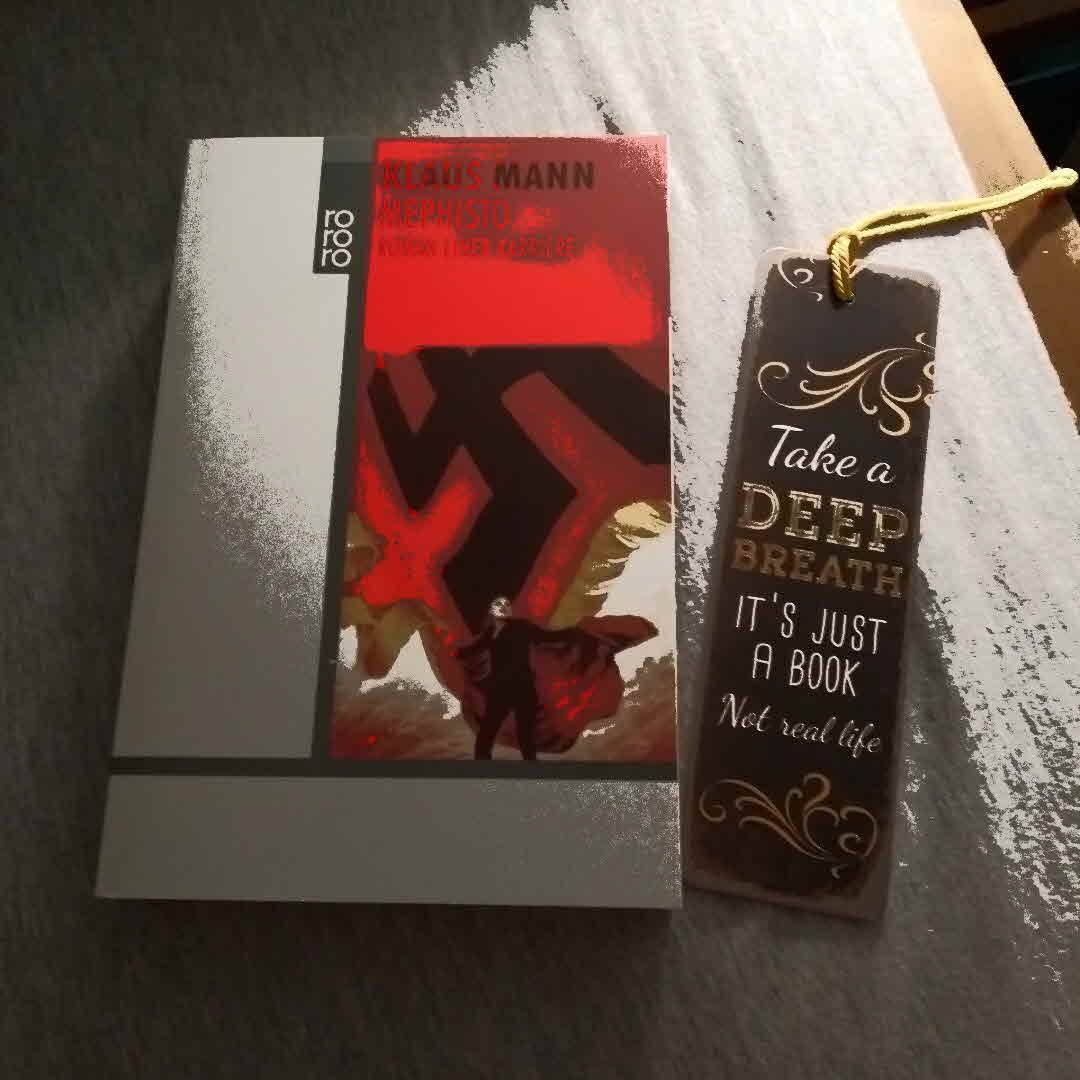 KLAUS MANN
MEPHISTO
ROMAN EINER KARRIERE
ro
ro
ro
Take a
DEEP
BREATH
IT'S JUST
A BOOK
Not real life